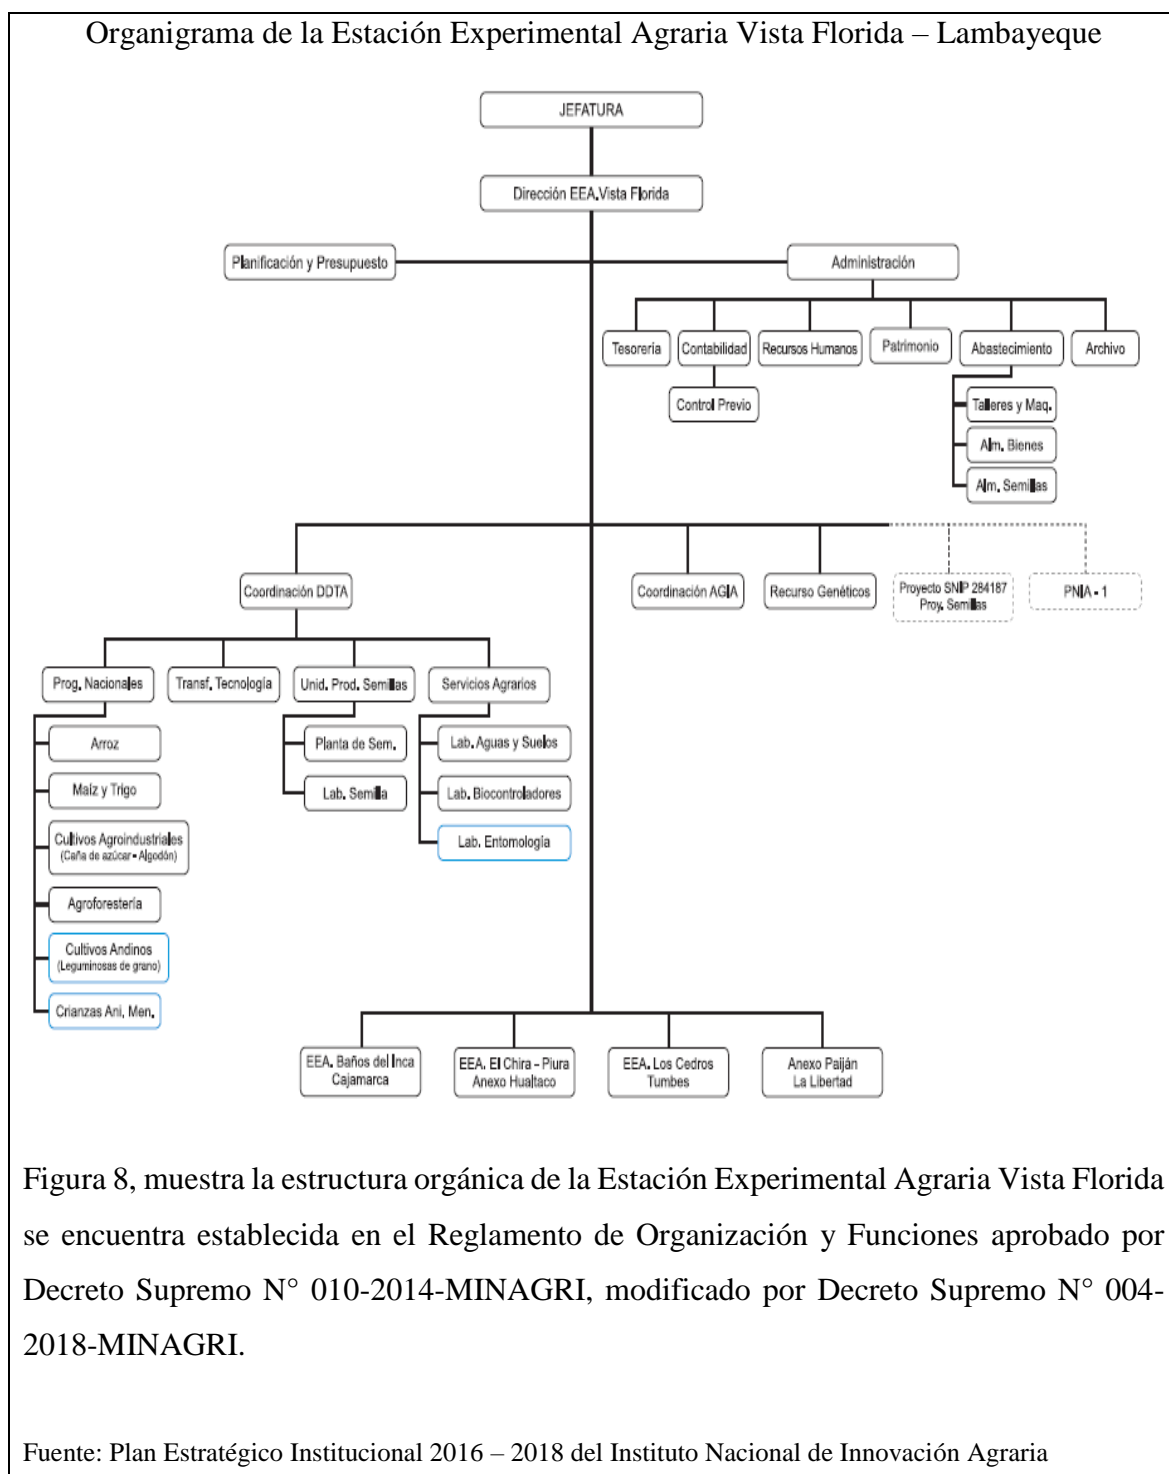 Organigrama de la Estación Experimental Agraria Vista Florida – Lambayeque
JEFATURA
Dirección EEA.Vista Florida
Planificación y Presupuesto
Administración
Tesorería
Contabilidad
Recursos Humanos
Patrimonio
Abastecimiento
Archivo
Control Previo
Talleres y Maq.
Alm. Bienes
Alm. Semillas
Coordinación DDTA
Coordinación AGIA
Recurso Genéticos
Proyecto SNIP 284187
Proy. Semillas
PNIA - 1
Prog. Nacionales
Transf. Tecnología
Unid. Prod. Semillas
Servicios Agrarios
Arroz
Maíz y Trigo
Cultivos Agroindustriales
(Caña de azúcar - Algodón)
Agroforestería
Cultivos Andinos
(Leguminosas de grano)
Crianzas Ani. Men.
Planta de Sem.
Lab. Semilla
Lab. Aguas y Suelos
Lab. Biocontroladores
Lab. Entomología
EEA. Baños del Inca
Cajamarca
EEA. El Chira - Piura
Anexo Hualtaco
EEA. Los Cedros
Tumbes
Anexo Paiján
La Libertad
Figura 8, muestra la estructura orgánica de la Estación Experimental Agraria Vista Florida
se encuentra establecida en el Reglamento de Organización y Funciones aprobado por
Decreto Supremo N° 010-2014-MINAGRI, modificado por Decreto Supremo N° 004-
2018-MINAGRI.
Fuente: Plan Estratégico Institucional 2016 – 2018 del Instituto Nacional de Innovación Agraria